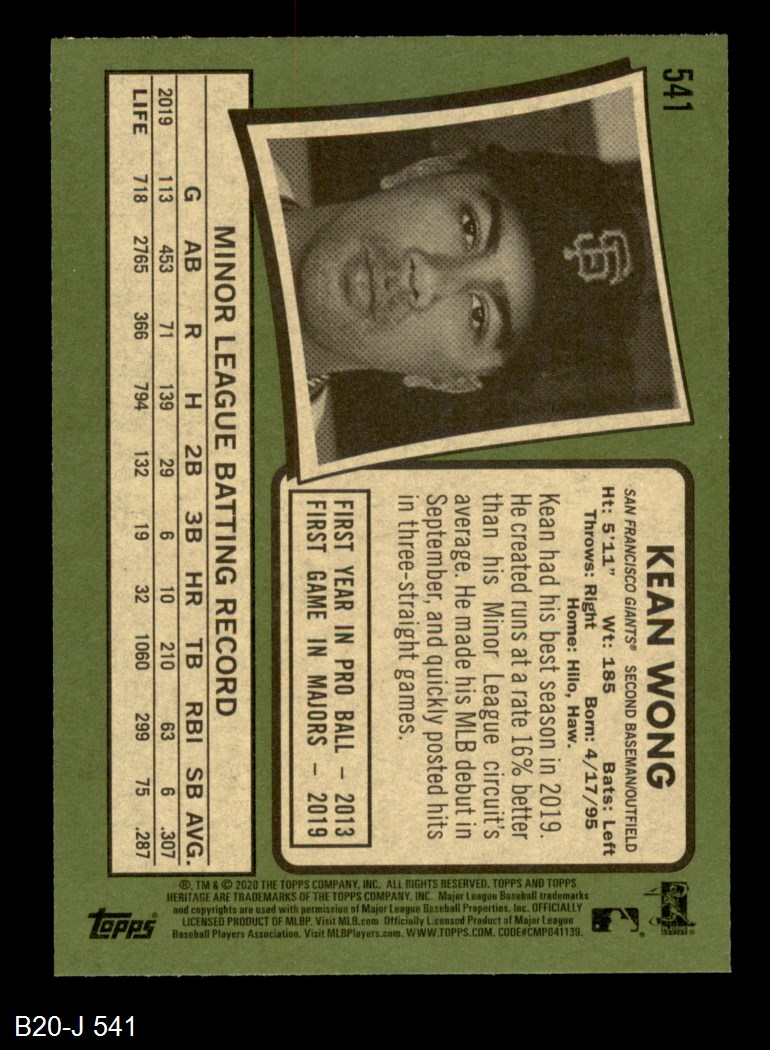 541
KEAN WONG
SAN FRANCISCO GIANTS® SECOND BASEMAN/OUTFIELD
Ht: 5'11" Wt: 185 Bats: Left
Throws: Right Born: 4/17/95
Home: Hilo, Haw.
Kean had his best season in 2019.
He created runs at a rate 16% better
than his Minor League circuit's
average. He made his MLB debut in
September, and quickly posted hits
in three-straight games.
FIRST YEAR IN PRO BALL – 2013
FIRST GAME IN MAJORS – 2019
MINOR LEAGUE BATTING RECORD
G AB R H 2B 3B HR TB RBI SB AVG.
2019 113 453 71 139 29 6 10 210 63 6 .307
LIFE 718 2765 366 794 132 19 32 1060 299 75 .287
®, TM & © 2020 THE TOPPS COMPANY, INC. ALL RIGHTS RESERVED. TOPPS AND TOPPS
HERITAGE ARE TRADEMARKS OF THE TOPPS COMPANY, INC. Major League Baseball trademarks
and copyrights are used with permission of Major League Baseball Properties, Inc. OFFICIALLY
LICENSED PRODUCT OF MLBP. Visit MLB.com Officially Licensed Product of Major League
Baseball Players Association. Visit MLBPlayers.com. WWW.TOPPS.COM. CODE#CMP041139.
topps®
B20-J 541